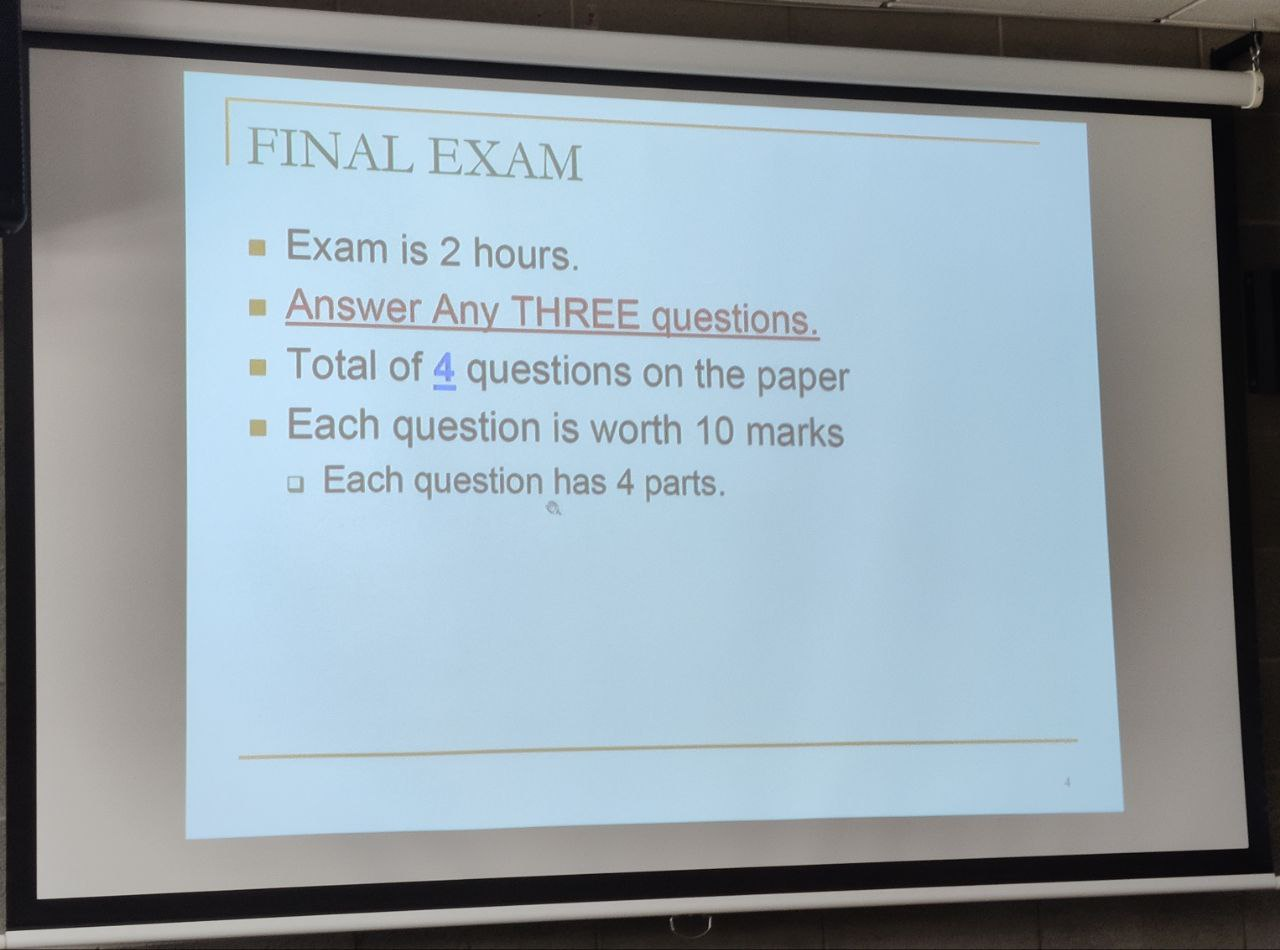 FINAL EXAM
Exam is 2 hours.
Answer Any THREE questions.
Total of 4 questions on the paper
Each question is worth 10 marks
Each question has 4 parts.
4